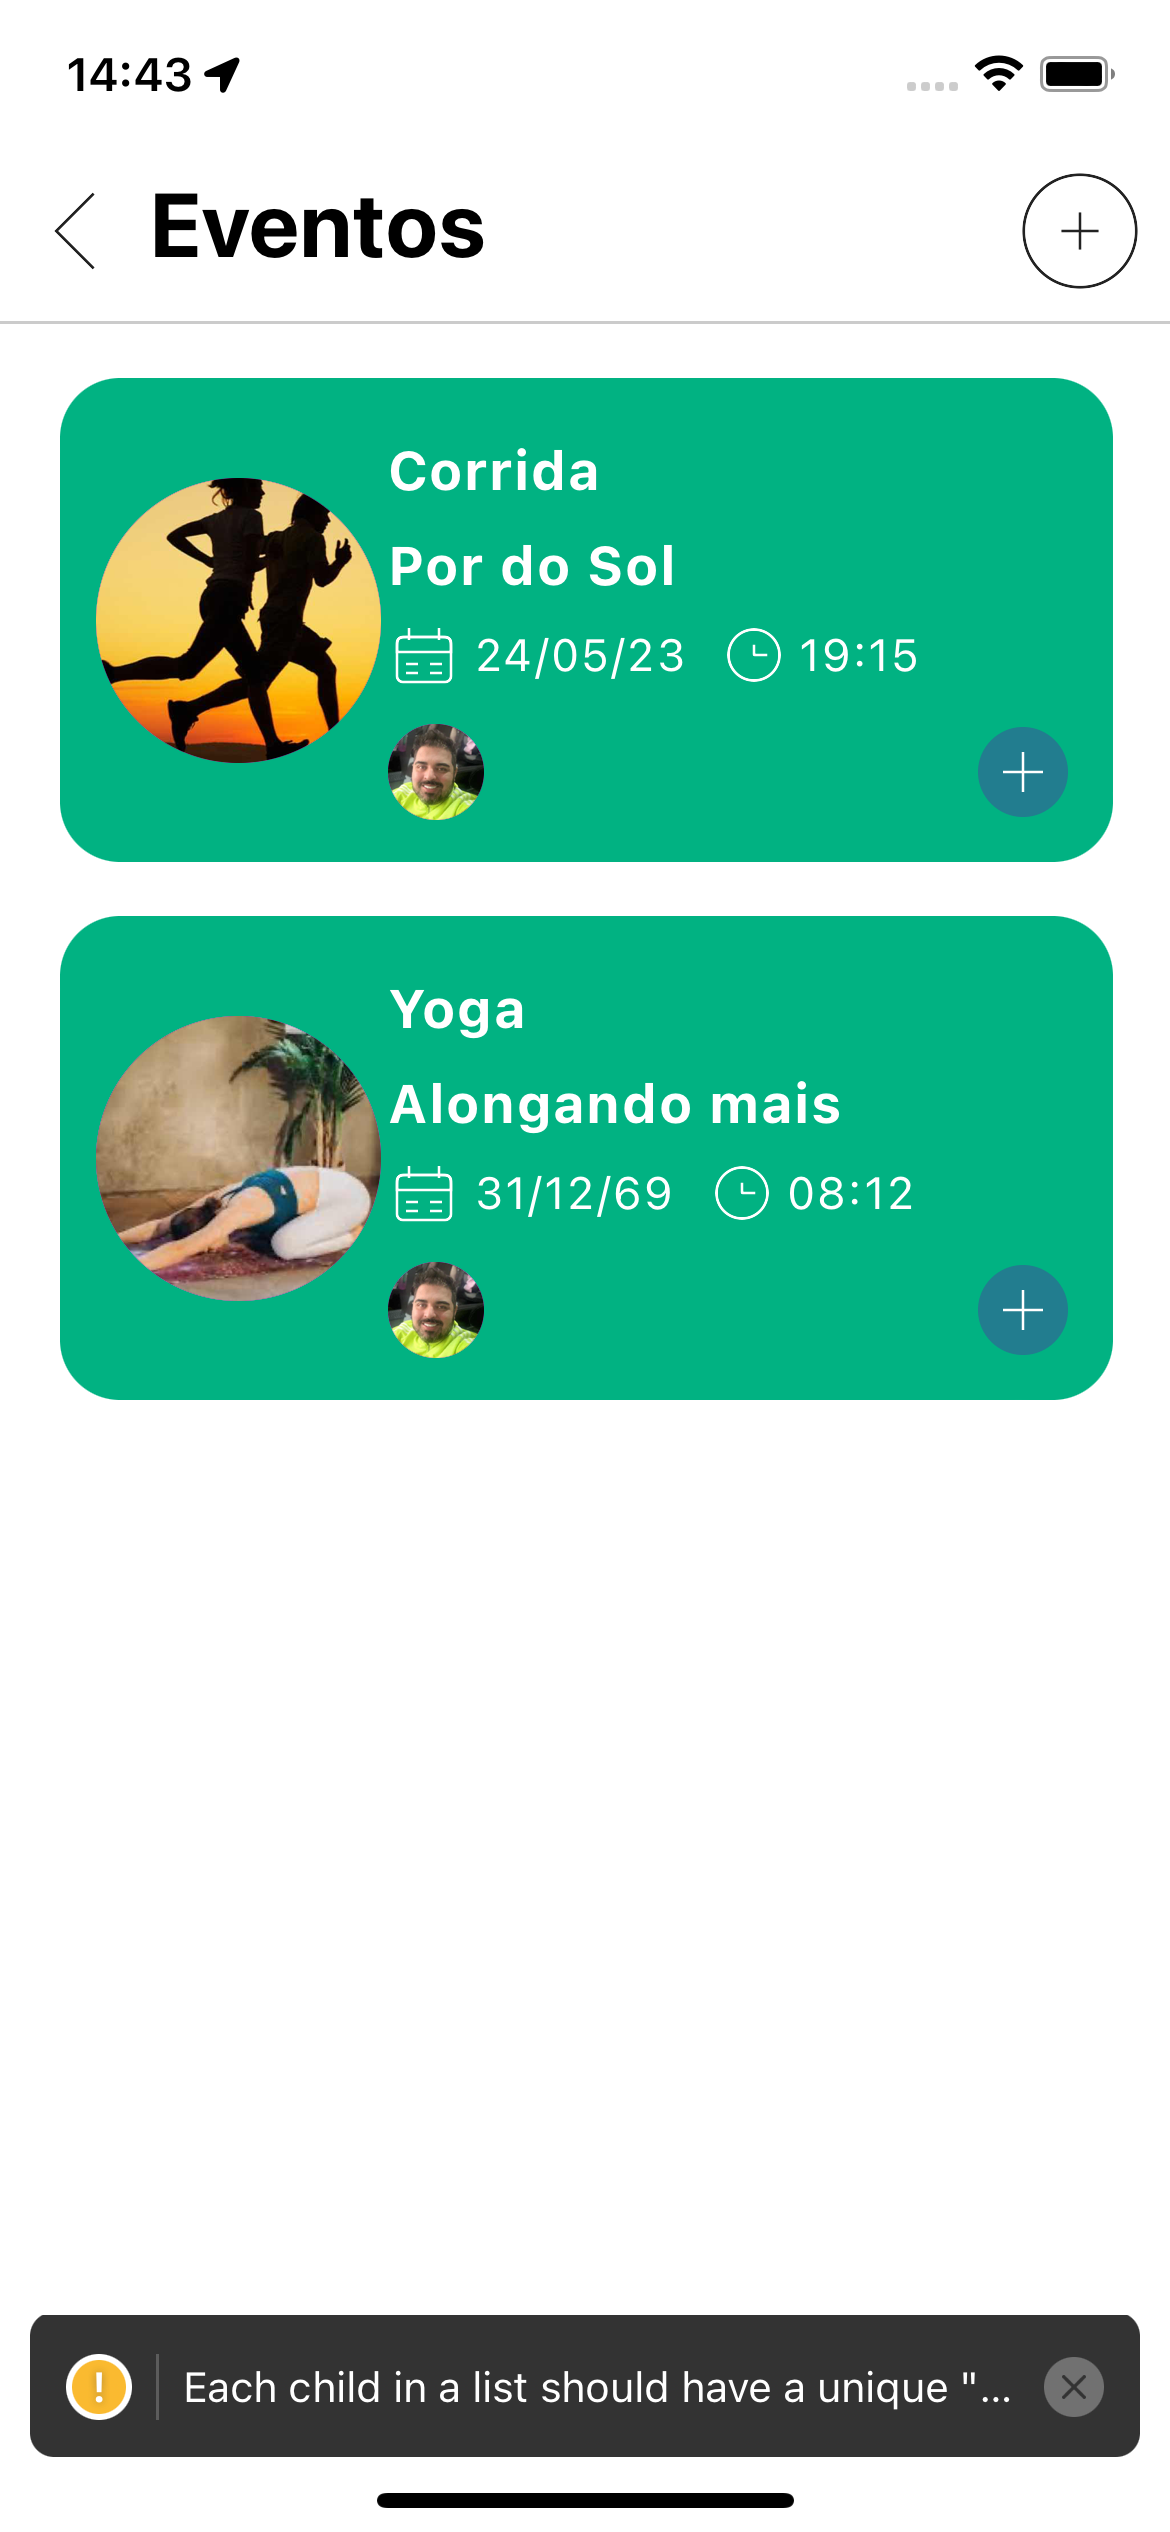 14:43
Eventos
Corrida
Por do Sol
24/05/23 19:15
Yoga
Alongando mais
31/12/69 08:12
Each child in a list should have a unique "...